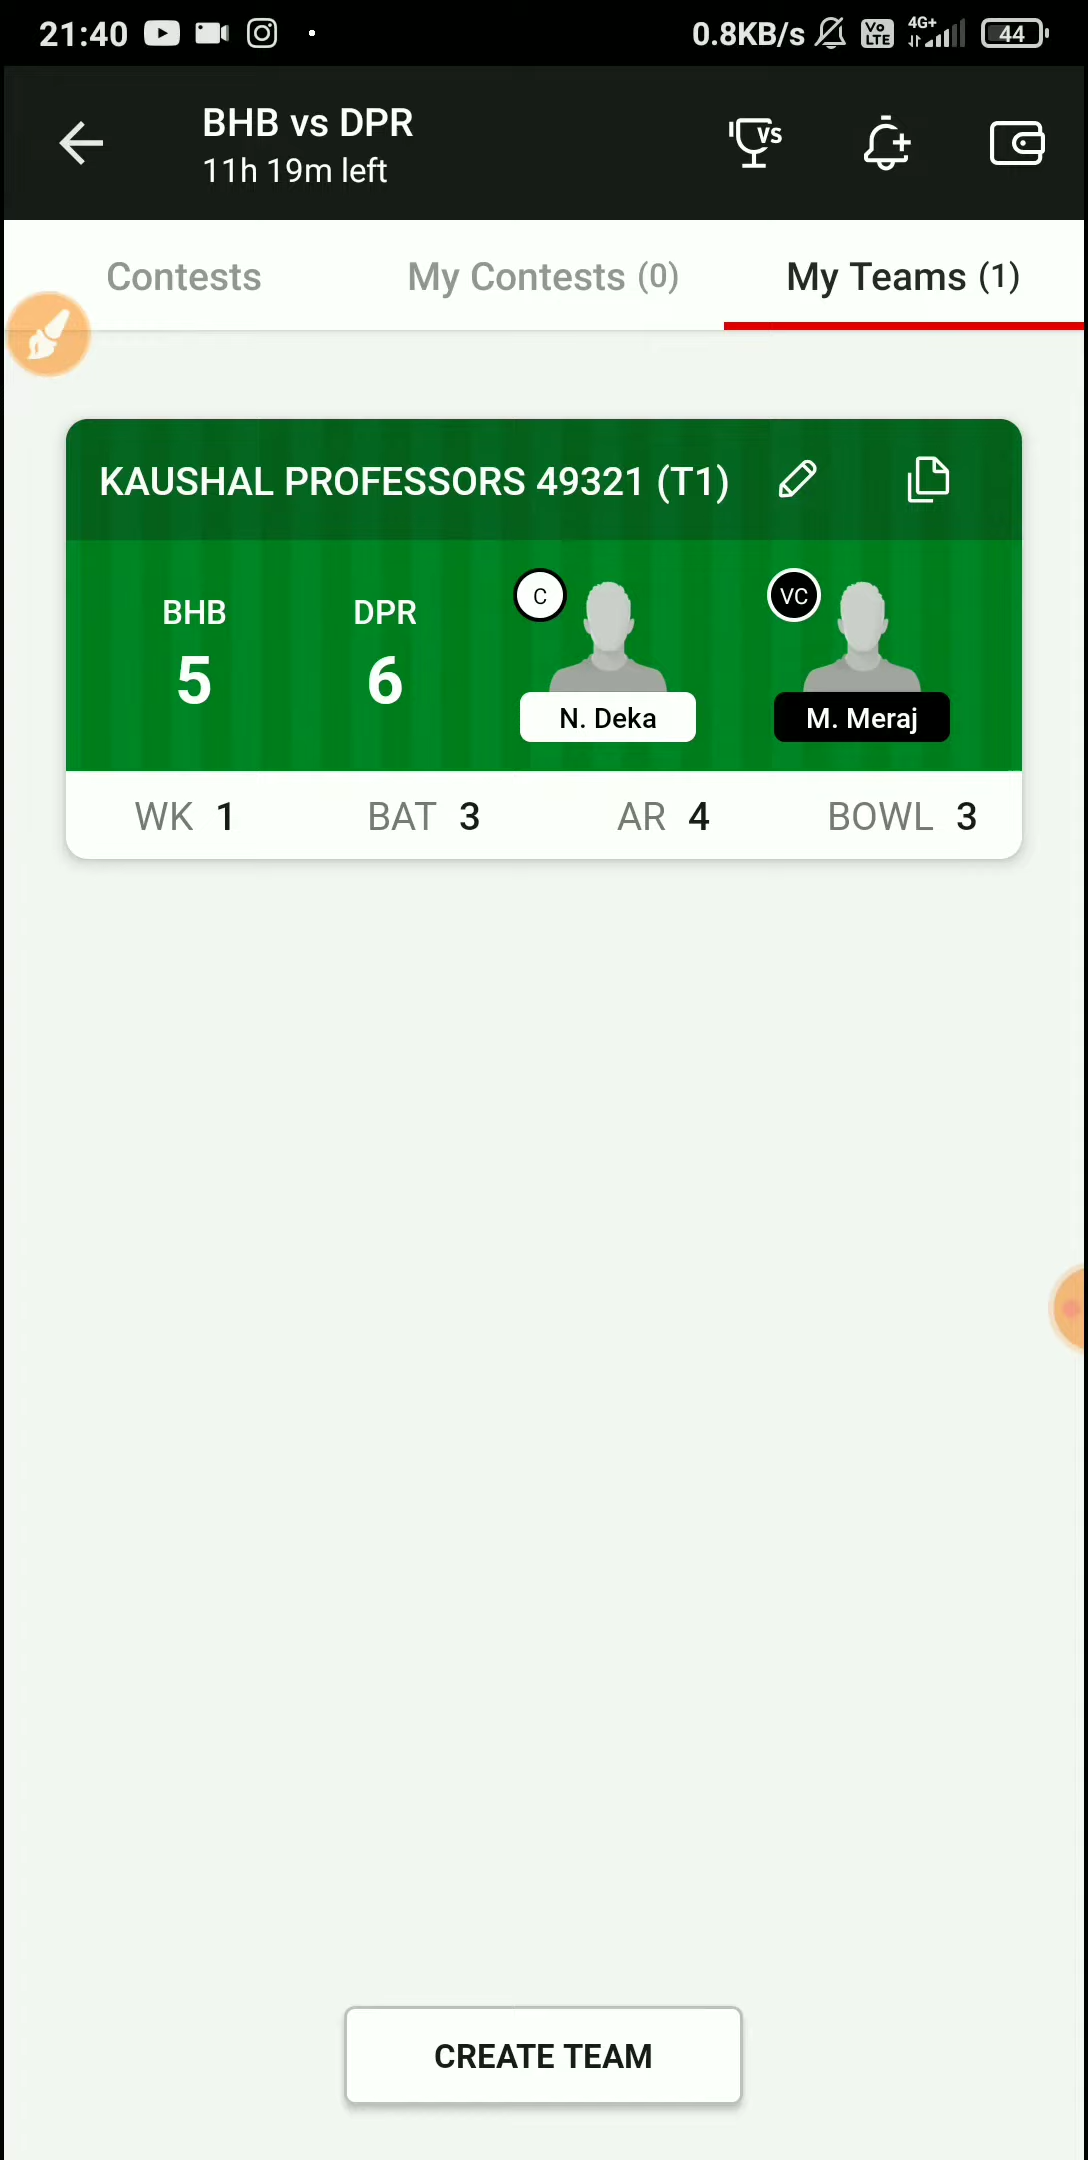 21:40
0.8KB/s Vo LTE 4G+ 44
BHB vs DPR
11h 19m left
VS
Contests My Contests (0) My Teams (1)
KAUSHAL PROFESSORS 49321 (T1)
C VC
BHB DPR
5 6
N. Deka M. Meraj
WK 1 BAT 3 AR 4 BOWL 3
CREATE TEAM